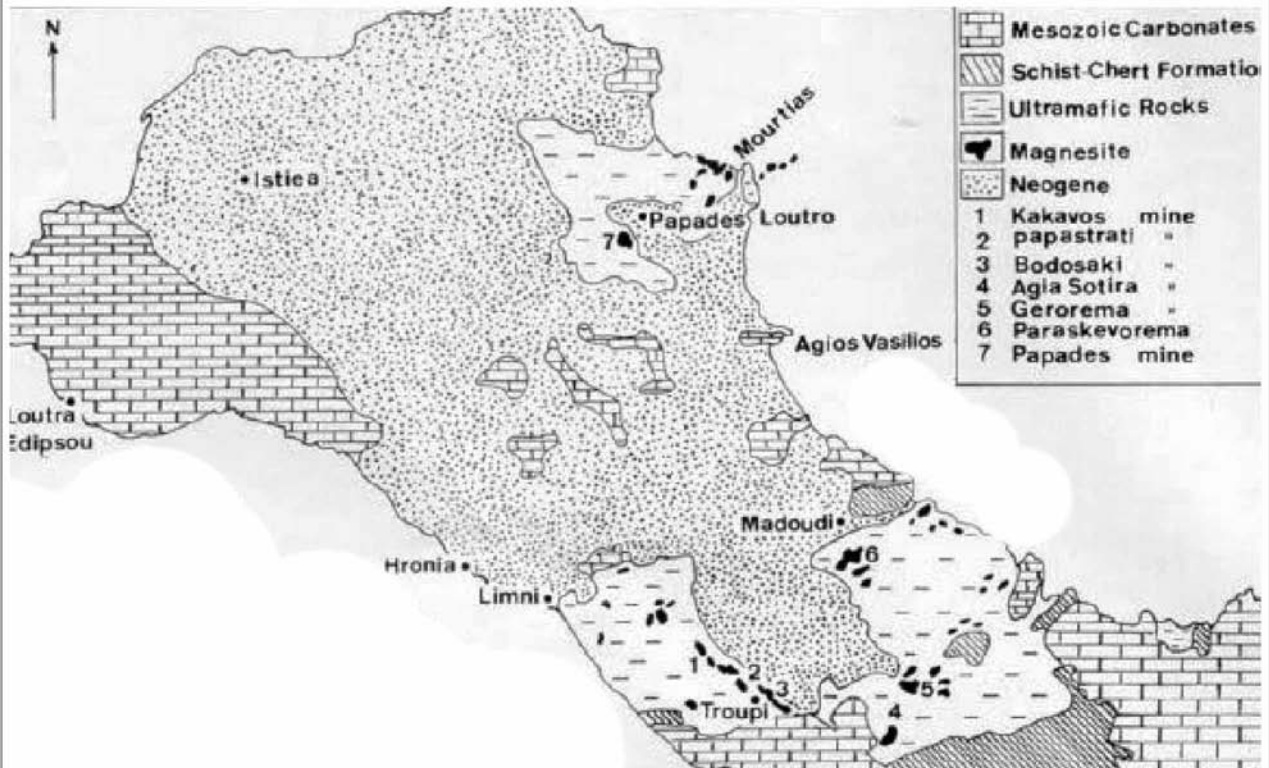 N
Mesozoic Carbonates
Schist-Chert Formatio
Ultramafic Rocks
Magnesite
Neogene
1 Kakavos mine
2 papastrati "
3 Bodosaki "
4 Agia Sotira "
5 Gerorema "
6 Paraskevorema
7 Papades mine
Mourtias
Istiea
Papades
Loutro
7
?
Agios Vasilios
Loutra
Edipsou
Madoudi
6
Hronia
Limni
1
2
3
5
Troupi
4